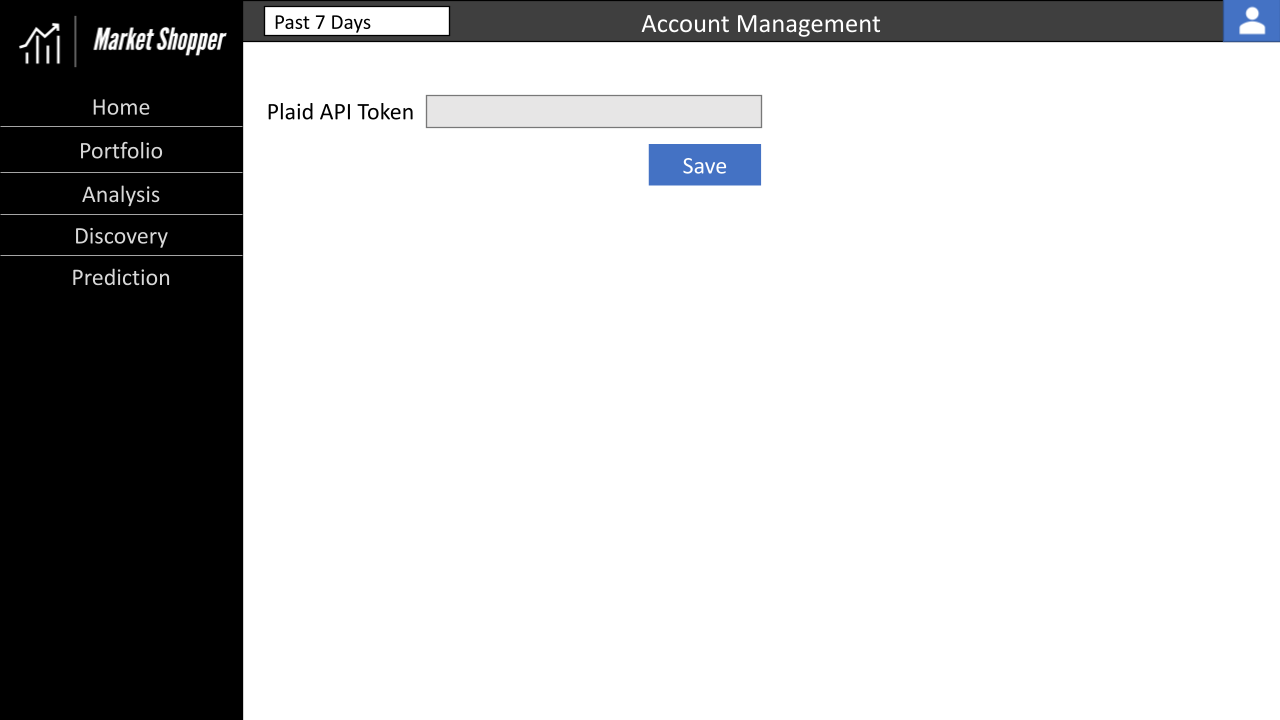 Market Shopper
Home
Portfolio
Analysis
Discovery
Prediction
Past 7 Days
Account Management
Plaid API Token
Save